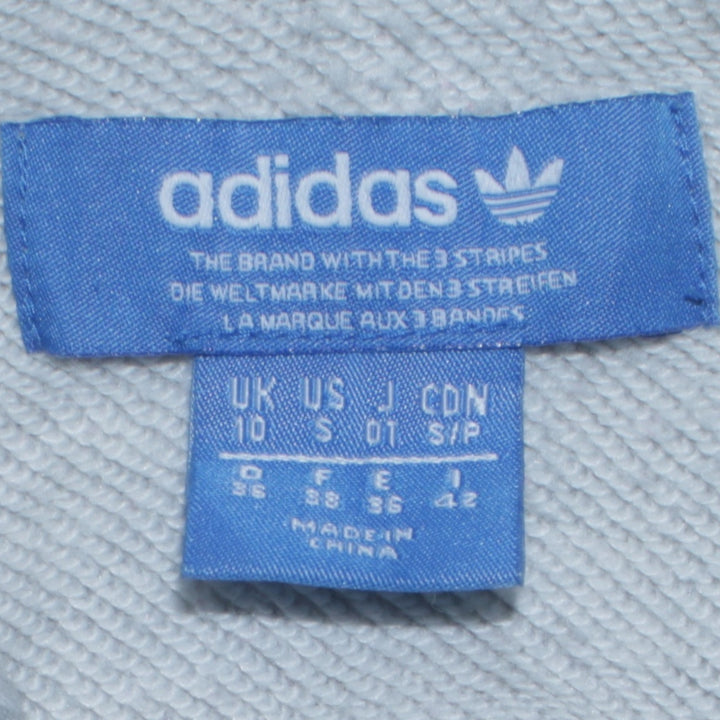 adidas
THE BRAND WITH THE 3 STRIPES
DIE WELTMARKE MIT DEN 3 STREIFEN
LA MARQUE AUX 3 BANDES
UK US J CDN
10 S OT S/P
D F E I
36 38 36 42
MADE IN
CHINA